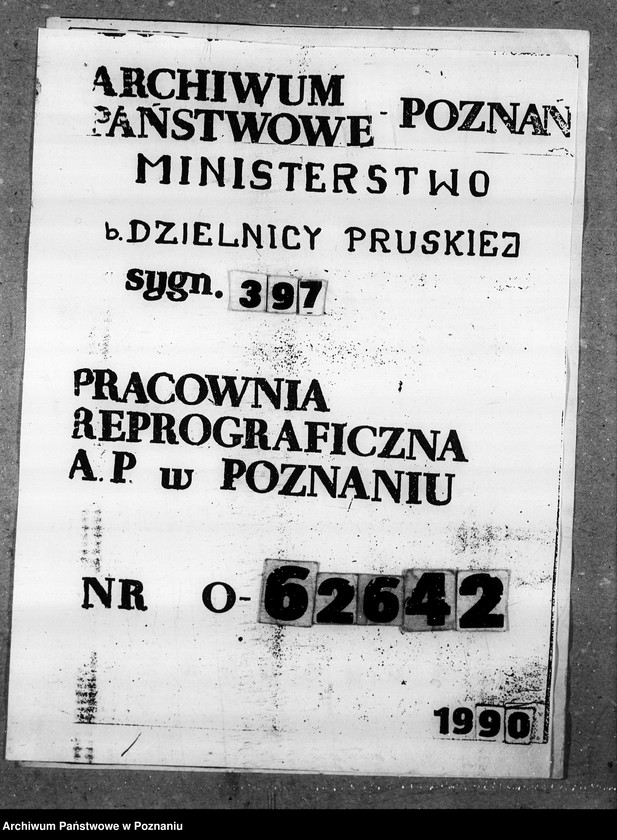 ARCHIWUM
PAŃSTWOWE - POZNAŃ
MINISTERSTWO
b. DZIELNICY PRUSKIEJ
sygn. 397
PRACOWNIA
REPROGRAFICZNA
A.P. w POZNANIU
NR O-62642
1990
Archiwum Państwowe w Poznaniu